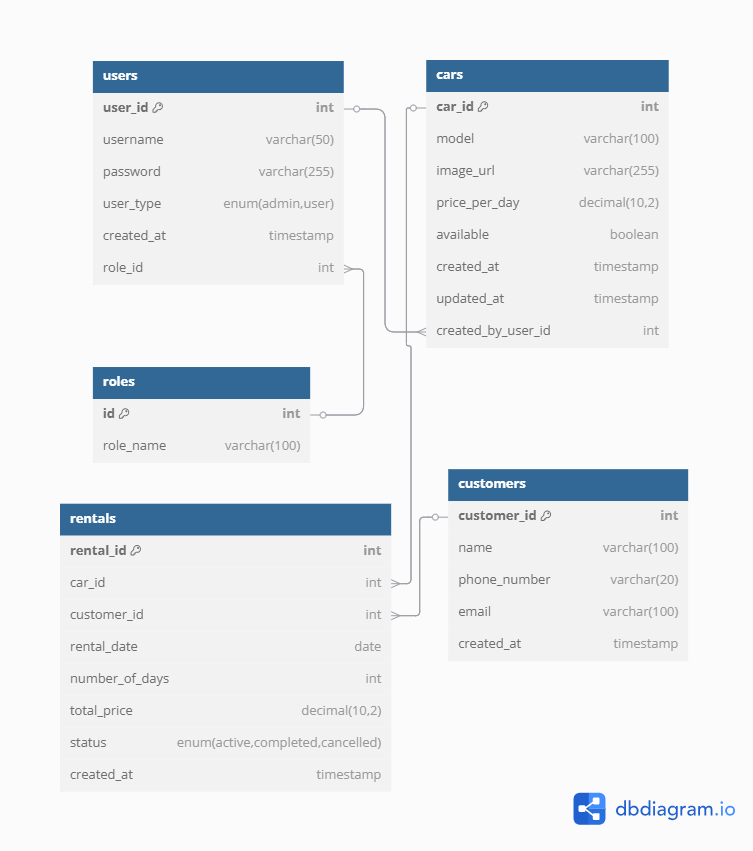 users
user_id int
username varchar(50)
password varchar(255)
user_type enum(admin,user)
created_at timestamp
role_id int
cars
car_id int
model varchar(100)
image_url varchar(255)
price_per_day decimal(10,2)
available boolean
created_at timestamp
updated_at timestamp
created_by_user_id int
roles
id int
role_name varchar(100)
customers
customer_id int
name varchar(100)
phone_number varchar(20)
email varchar(100)
created_at timestamp
rentals
rental_id int
car_id int
customer_id int
rental_date date
number_of_days int
total_price decimal(10,2)
status enum(active,completed,cancelled)
created_at timestamp
dbdiagram.io